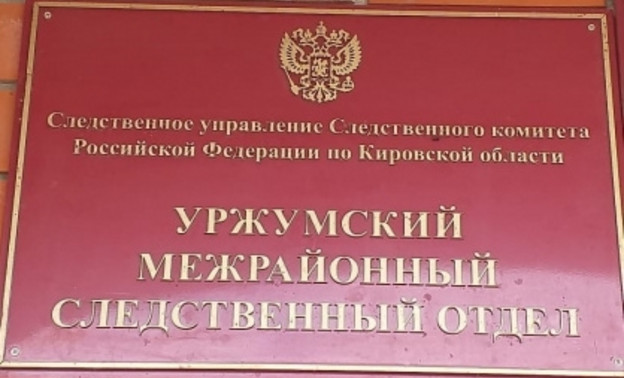 Следственное управление Следственного комитета
Российской Федерации по Кировской области
УРЖУМСКИЙ
МЕЖРАЙОННЫЙ
СЛЕДСТВЕННЫЙ ОТДЕЛ